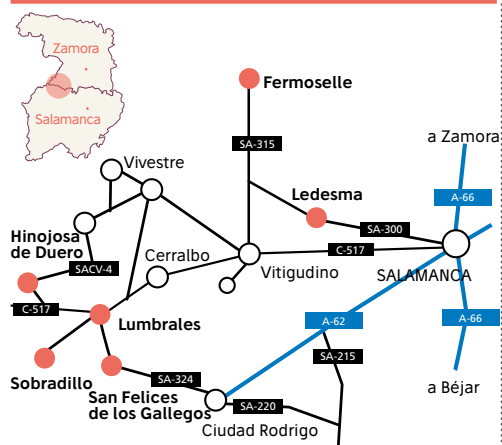 Zamora
Salamanca
Fermoselle
SA-315
a Zamora
Vivestre
A-66
Ledesma
SA-300
Hinojosa
de Duero
Cerralbo
C-517
SACV-4
Vitigudino
SALAMANCA
C-517
Lumbrales
A-62
A-66
SA-215
Sobradillo
SA-324
San Felices
de los Gallegos
SA-220
a Béjar
Ciudad Rodrigo